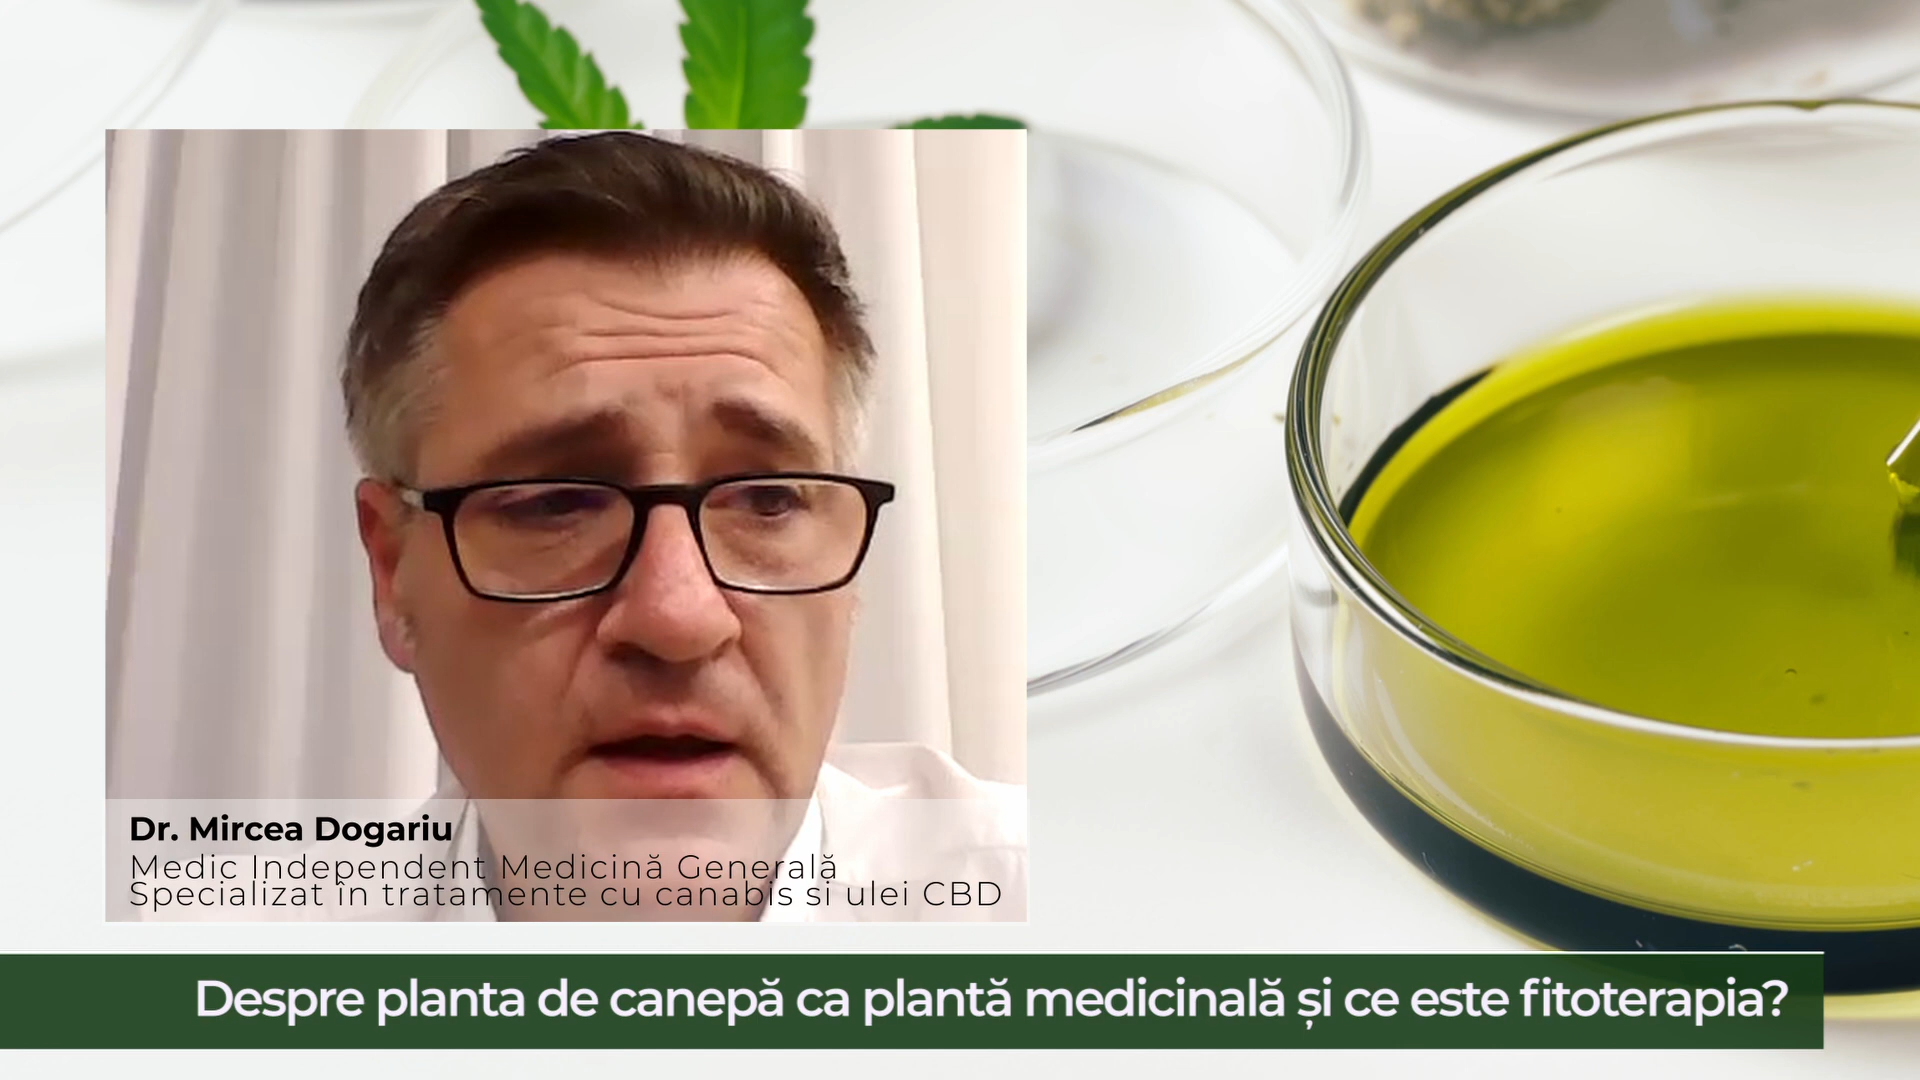 Dr. Mircea Dogariu
Medic Independent Medicină Generală
Specializat în tratamente cu canabis si ulei CBD
Despre planta de canepă ca plantă medicinală și ce este fitoterapia?